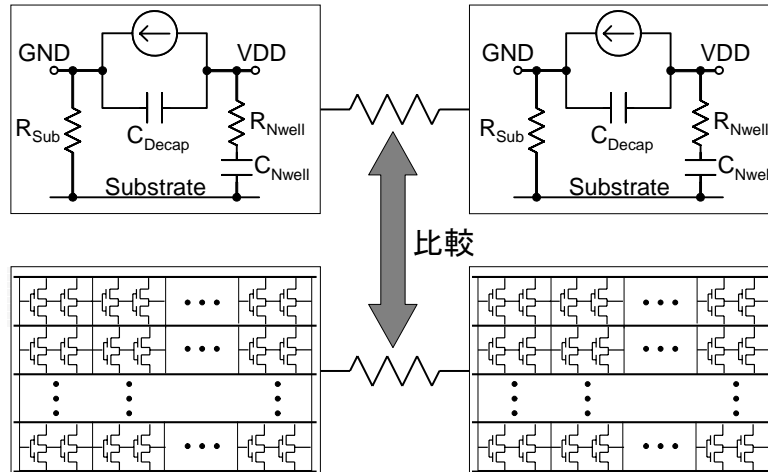 GND VDD
R_Sub C_Decap R_Nwell
C_Nwell
Substrate
GND VDD
R_Sub C_Decap R_Nwell
C_Nwell
Substrate
比較